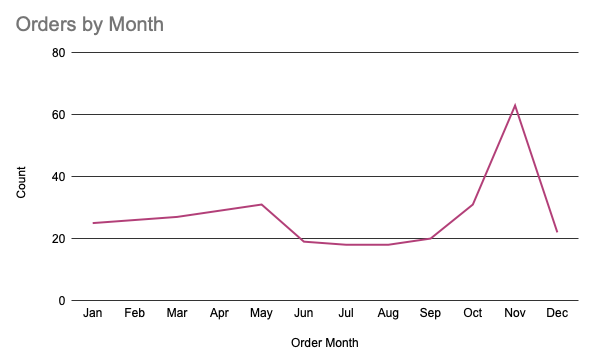 Orders by Month
80
60
40
20
0
Count
Jan Feb Mar Apr May Jun Jul Aug Sep Oct Nov Dec
Order Month